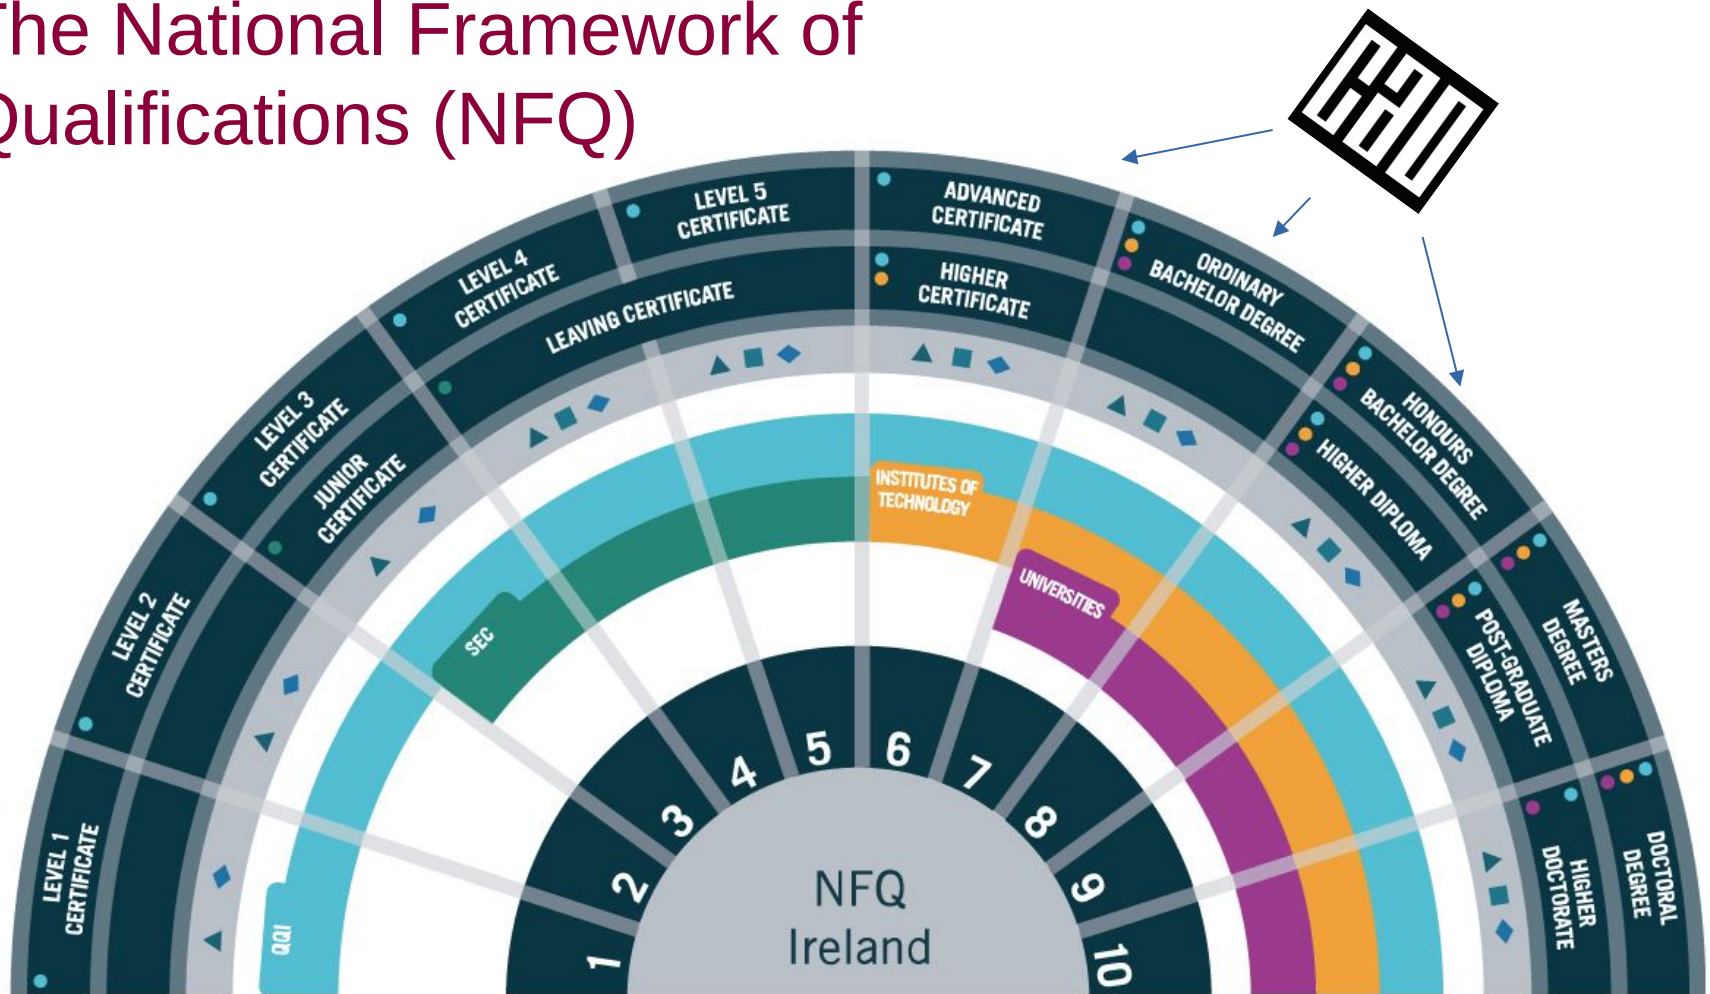 The National Framework of
Qualifications (NFQ)
CAO
LEVEL 1
CERTIFICATE
LEVEL 2
CERTIFICATE
LEVEL 3
CERTIFICATE
JUNIOR
CERTIFICATE
LEVEL 4
CERTIFICATE
LEAVING CERTIFICATE
LEVEL 5
CERTIFICATE
ADVANCED
CERTIFICATE
HIGHER
CERTIFICATE
ORDINARY
BACHELOR DEGREE
HONOURS
BACHELOR DEGREE
HIGHER DIPLOMA
MASTERS
DEGREE
POST-GRADUATE
DIPLOMA
DOCTORAL
DEGREE
HIGHER
DOCTORATE
QQI
SEC
INSTITUTES OF
TECHNOLOGY
UNIVERSITIES
1
2
3
4
5
6
7
8
9
10
NFQ
Ireland